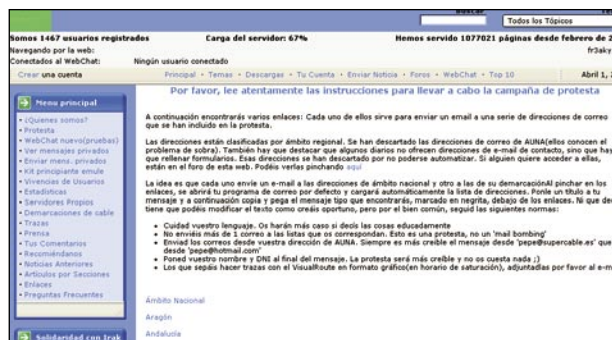 Buscar
Todos los Tópicos
Somos 1467 usuarios registrados
Carga del servidor: 67%
Hemos servido 1077021 páginas desde febrero de 2
Navegando por la web:
fr3aky
Conectados al WebChat:
Ningún usuario conectado
Crear una cuenta
Principal • Temas • Descargas • Tu Cuenta • Enviar Noticia • Foros • WebChat • Top 10
Abril 1, 2
Menu principal
• ¿Quienes somos?
• Protesta
• WebChat nuevo(pruebas)
• Ver mensajes privados
• Enviar mens. privados
• Kit principiante emule
• Vivencias de Usuarios
• Estadísticas
• Servidores Propios
• Demarcaciones de cable
• Trazas
• Prensa
• Tus Comentarios
• Recomiéndanos
• Noticias Anteriores
• Artículos por Secciones
• Enlaces
• Preguntas Frecuentes
Solidaridad con Irak
Por favor, lee atentamente las instrucciones para llevar a cabo la campaña de protesta
A continuación encontrarás varios enlaces: Cada uno de ellos sirve para enviar un email a una serie de direcciones de correo
que se han incluido en la protesta.
Las direcciones están clasificadas por ámbito regional. Se han descartado las direcciones de correo de AUNA(ellos conocen el
problema de sobra). También hay que destacar que algunos diarios no ofrecen direcciones de e-mail de contacto, sino que hay
que rellenar formularios. Esas direcciones se han descartado por no poderse automatizar. Si alguien quiere acceder a ellas,
están en el foro de esta web. Podéis verlas pinchando aquí
La idea es que cada uno envíe un e-mail a las direcciones de ámbito nacional y otro a las de su demarcaciónAl pinchar en los
enlaces, se abrirá tu programa de correo por defecto y cargará automáticamente la lista de direcciones. Ponle un título a tu
mensaje y a continuación copia y pega el mensaje tipo que encontrarás, marcado en negrita, debajo de los enlaces. Ni que dec
tiene que podéis modificar el texto como creáis oportuno, pero por el bien común, seguid las siguientes normas:
• Cuidad vuestro lenguaje. Os harán más caso si decís las cosas educadamente
• No enviéis más de 1 correo a las listas que os correspondan. Esto es una protesta, no un 'mail bombing'
• Enviad los correos desde vuestra dirección de AUNA. Siempre es más creíble el mensaje desde 'pepe@supercable.es' que
desde 'pepe@hotmail.com'
• Poned vuestro nombre y DNI al final del mensaje. La protesta será más creíble y no os cuesta nada ;)
• Los que sepáis hacer trazas con el VisualRoute en formato gráfico(en horario de saturación), adjuntadlas por favor al e-m
Ámbito Nacional
Aragón
Andalucía